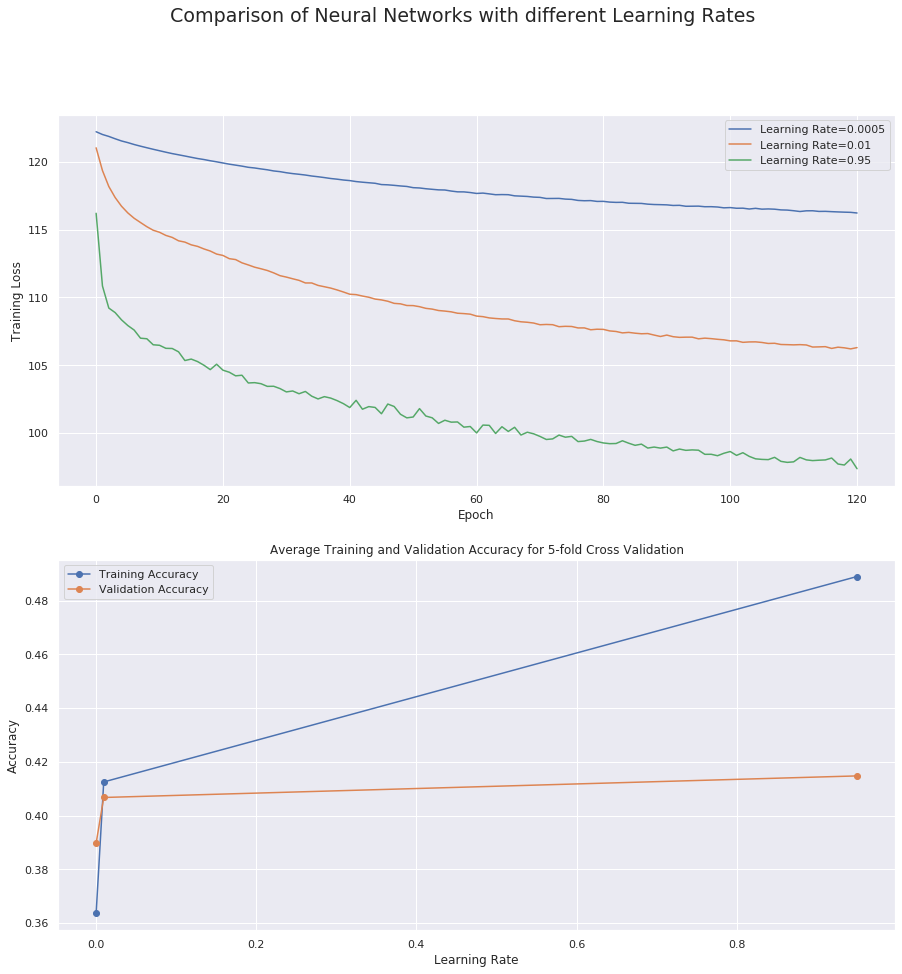 Comparison of Neural Networks with different Learning Rates
Learning Rate=0.0005
Learning Rate=0.01
Learning Rate=0.95
Training Loss
120
115
110
105
100
0 20 40 60 80 100 120
Epoch
Average Training and Validation Accuracy for 5-fold Cross Validation
Training Accuracy
Validation Accuracy
Accuracy
0.48
0.46
0.44
0.42
0.40
0.38
0.36
0.0 0.2 0.4 0.6 0.8
Learning Rate